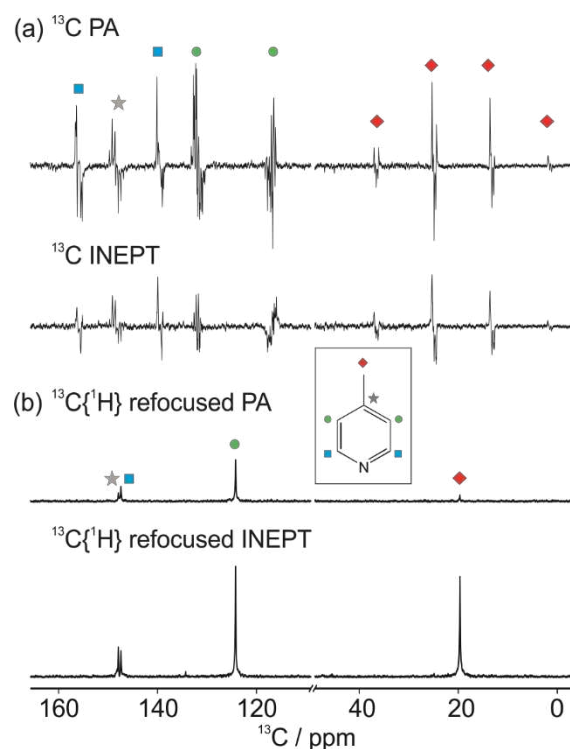 (a) ¹³C PA
¹³C INEPT
(b) ¹³C{¹H} refocused PA
N
¹³C{¹H} refocused INEPT
160 140 120 40 20 0
¹³C / ppm